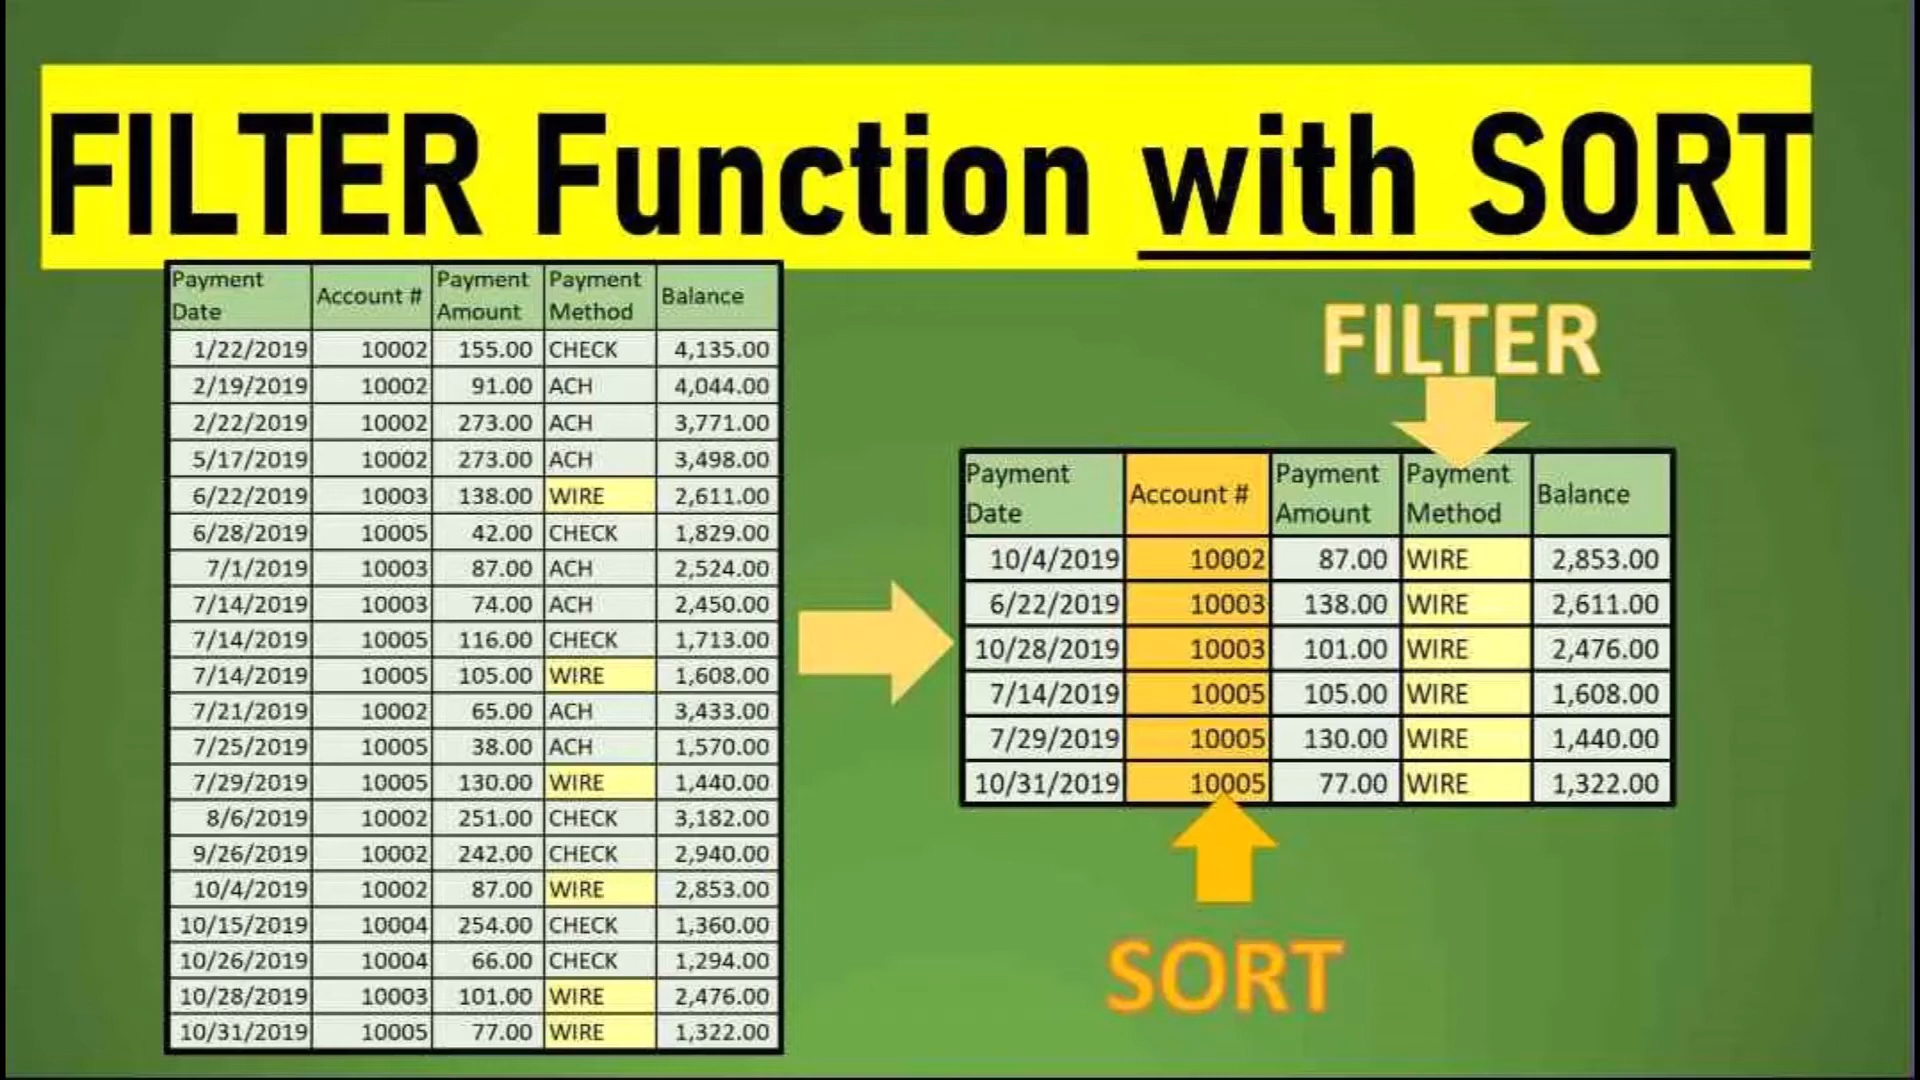 FILTER Function with SORT
Payment Date Account # Payment Amount Payment Method Balance
1/22/2019 10002 155.00 CHECK 4,135.00
2/19/2019 10002 91.00 ACH 4,044.00
2/22/2019 10002 273.00 ACH 3,771.00
5/17/2019 10002 273.00 ACH 3,498.00
6/22/2019 10003 138.00 WIRE 2,611.00
6/28/2019 10005 42.00 CHECK 1,829.00
7/1/2019 10003 87.00 ACH 2,524.00
7/14/2019 10003 74.00 ACH 2,450.00
7/14/2019 10005 116.00 CHECK 1,713.00
7/14/2019 10005 105.00 WIRE 1,608.00
7/21/2019 10002 65.00 ACH 3,433.00
7/25/2019 10005 38.00 ACH 1,570.00
7/29/2019 10005 130.00 WIRE 1,440.00
8/6/2019 10002 251.00 CHECK 3,182.00
9/26/2019 10002 242.00 CHECK 2,940.00
10/4/2019 10002 87.00 WIRE 2,853.00
10/15/2019 10004 254.00 CHECK 1,360.00
10/26/2019 10004 66.00 CHECK 1,294.00
10/28/2019 10003 101.00 WIRE 2,476.00
10/31/2019 10005 77.00 WIRE 1,322.00
FILTER
Payment Date Account # Payment Amount Payment Method Balance
10/4/2019 10002 87.00 WIRE 2,853.00
6/22/2019 10003 138.00 WIRE 2,611.00
10/28/2019 10003 101.00 WIRE 2,476.00
7/14/2019 10005 105.00 WIRE 1,608.00
7/29/2019 10005 130.00 WIRE 1,440.00
10/31/2019 10005 77.00 WIRE 1,322.00
SORT